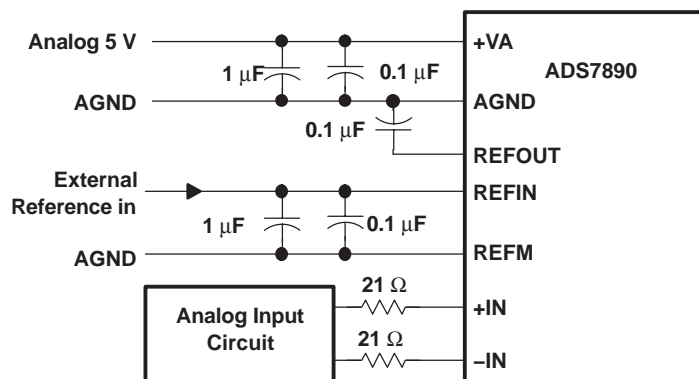 Analog 5 V
+VA
1 μF
0.1 μF
ADS7890
AGND
AGND
0.1 μF
REFOUT
External
Reference in
REFIN
1 μF
0.1 μF
AGND
REFM
21 Ω
+IN
Analog Input
Circuit
21 Ω
−IN